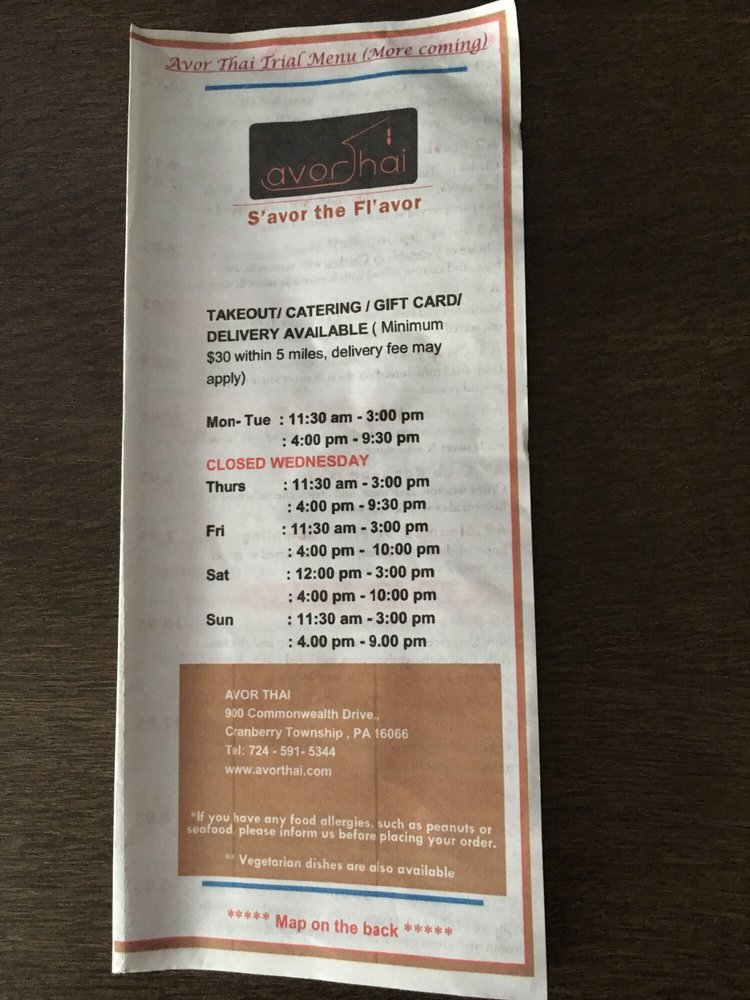 Avor Thai Trial Menu (More coming)
avorThai
S'avor the Fl'avor
TAKEOUT/ CATERING / GIFT CARD/
DELIVERY AVAILABLE ( Minimum
$30 within 5 miles, delivery fee may
apply)
Mon- Tue : 11:30 am - 3:00 pm
: 4:00 pm - 9:30 pm
CLOSED WEDNESDAY
Thurs : 11:30 am - 3:00 pm
: 4:00 pm - 9:30 pm
Fri : 11:30 am - 3:00 pm
: 4:00 pm - 10:00 pm
Sat : 12:00 pm - 3:00 pm
: 4:00 pm - 10:00 pm
Sun : 11:30 am - 3:00 pm
: 4.00 pm - 9.00 pm
AVOR THAI
900 Commonwealth Drive.,
Cranberry Township , PA 16066
Tel: 724 - 591- 5344
www.avorthai.com
*If you have any food allergies, such as peanuts or
seafood, please inform us before placing your order.
** Vegetarian dishes are also available
***** Map on the back *****